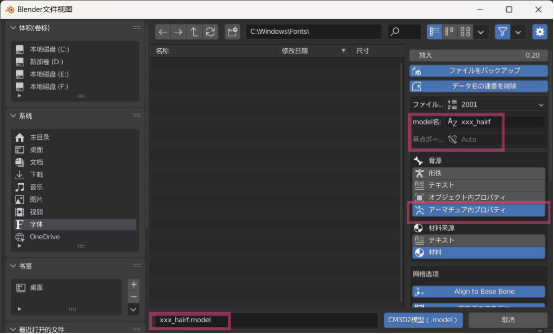 Blender文件视图
体积(卷标)
本地磁盘 (C:)
新加卷 (D:)
本地磁盘 (E:)
本地磁盘 (F:)
系统
主目录
桌面
文档
下载
音乐
图片
视频
字体
OneDrive
书签
桌面
最近打开的文件
C:\Windows\Fonts\
名称
修改日期
尺寸
xxx_hairf.model
放大
0.20
ファイルをバックアップ
データ名の連番を削除
ファイル...
2001
model名:
xxx_hairf
基点ボー...
Auto
骨源
衔铁
テキスト
オブジェクト内プロパティ
アーマチュア内プロパティ
材料来源
テキスト
材料
网格选项
Align to Base Bone
CM3D2模型 (.model)
取消